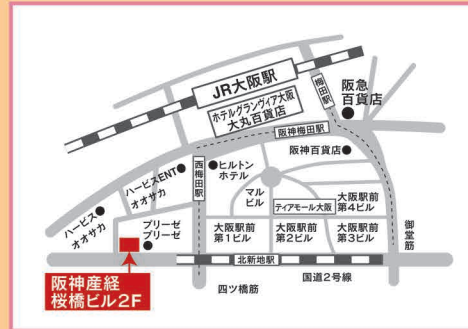 JR大阪駅
ホテルグランヴィア大阪
大丸百貨店
梅田駅
阪急
百貨店
阪神梅田駅
阪神百貨店
西梅田駅
ヒルトン
ホテル
ハービスENT
オオサカ
ハービス
オオサカ
マル
ビル
ティアモール大阪
大阪駅前
第4ビル
ブリーゼ
ブリーゼ
大阪駅前
第1ビル
大阪駅前
第2ビル
大阪駅前
第3ビル
御堂筋
北新地駅
国道2号線
四ツ橋筋
阪神産経
桜橋ビル2F